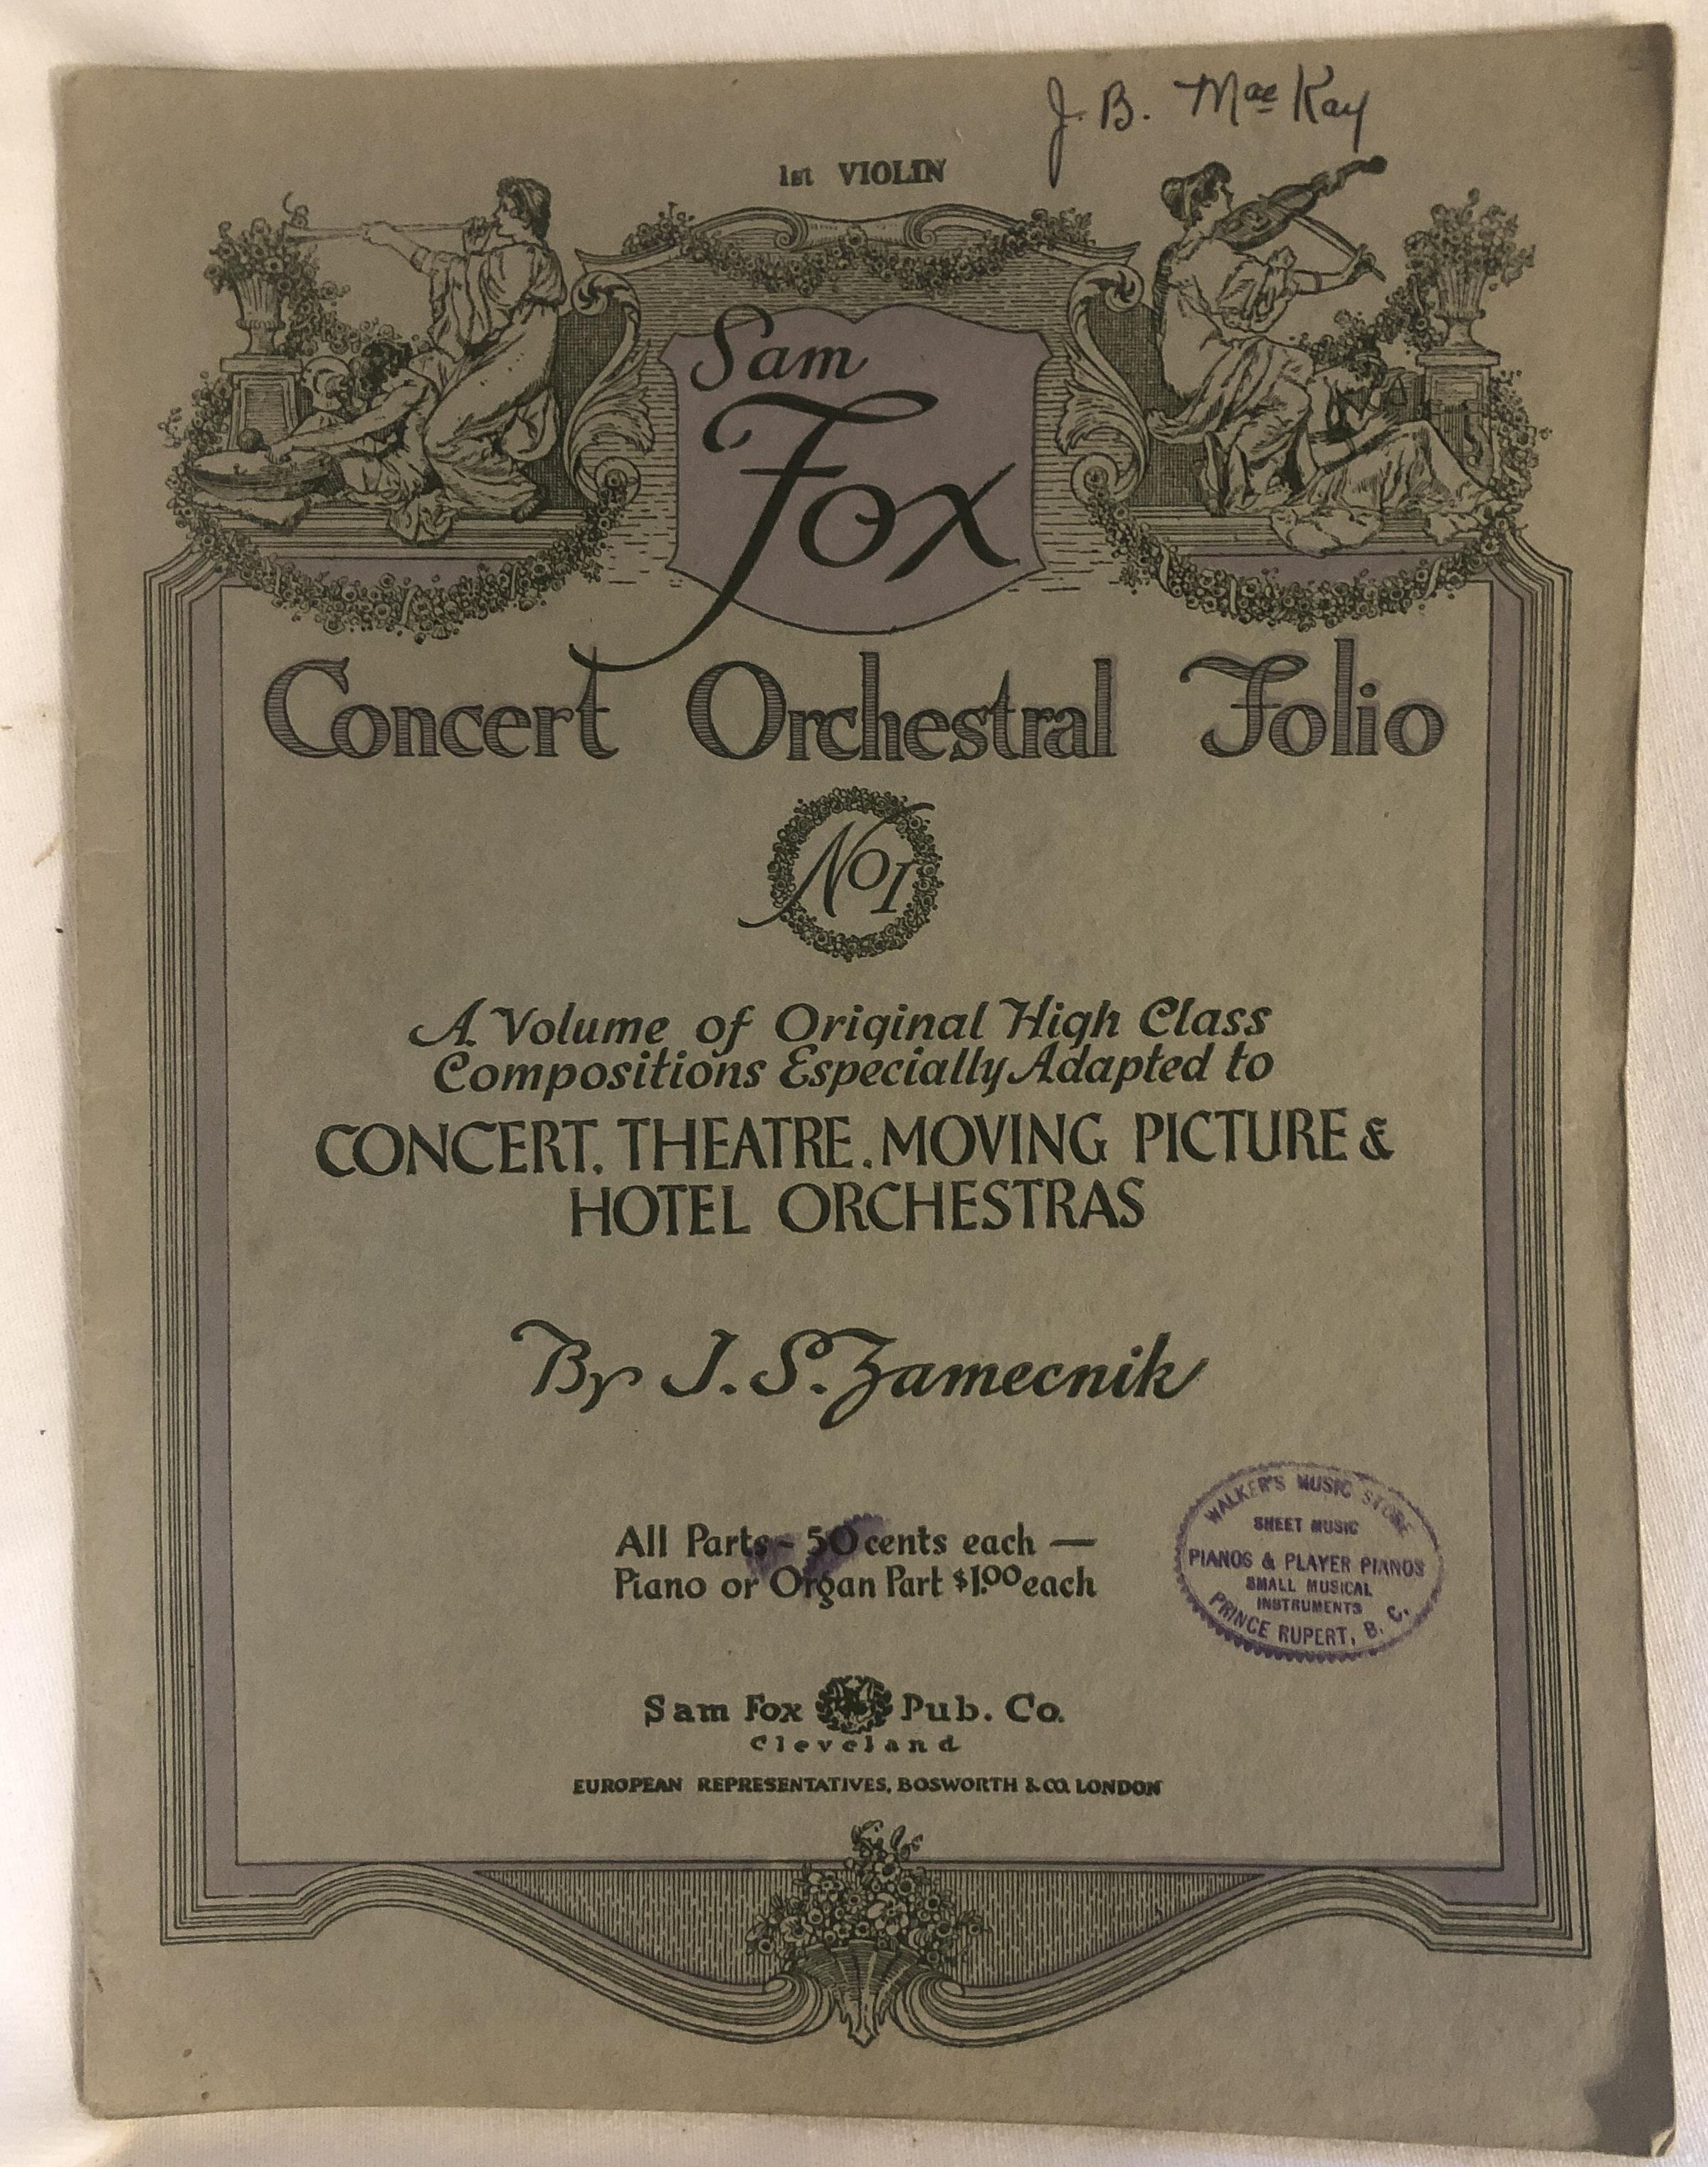 J. B. MacKay
1st VIOLIN
Sam
Fox
Concert Orchestral Folio
No 1
A Volume of Original High Class
Compositions Especially Adapted to
CONCERT, THEATRE, MOVING PICTURE &
HOTEL ORCHESTRAS
By J. S. Zamecnik
All Parts - 50 cents each —
Piano or Organ Part $1.00 each
WALKER'S MUSIC STORE
SHEET MUSIC
PIANOS & PLAYER PIANOS
SMALL MUSICAL
INSTRUMENTS
PRINCE RUPERT, B. C.
Sam Fox Pub. Co.
Cleveland
EUROPEAN REPRESENTATIVES, BOSWORTH & CO. LONDON